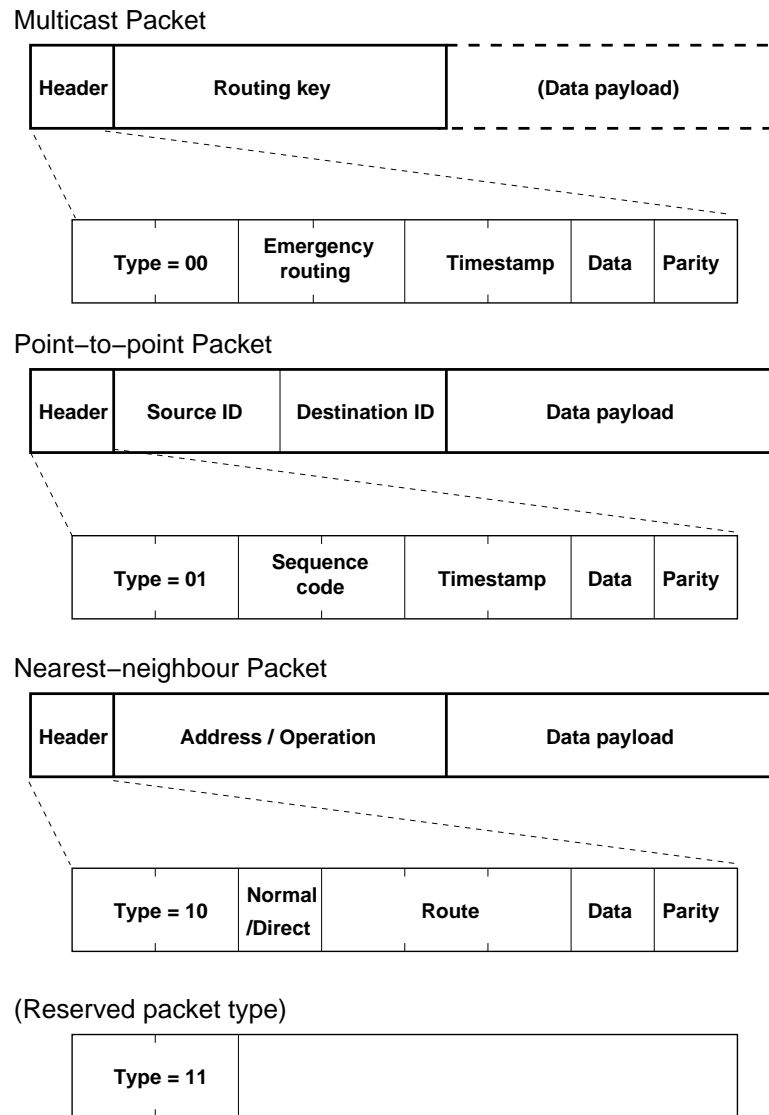 Multicast Packet
Header Routing key (Data payload)
Type = 00 Emergency routing Timestamp Data Parity
Point−to−point Packet
Header Source ID Destination ID Data payload
Type = 01 Sequence code Timestamp Data Parity
Nearest−neighbour Packet
Header Address / Operation Data payload
Type = 10 Normal /Direct Route Data Parity
(Reserved packet type)
Type = 11